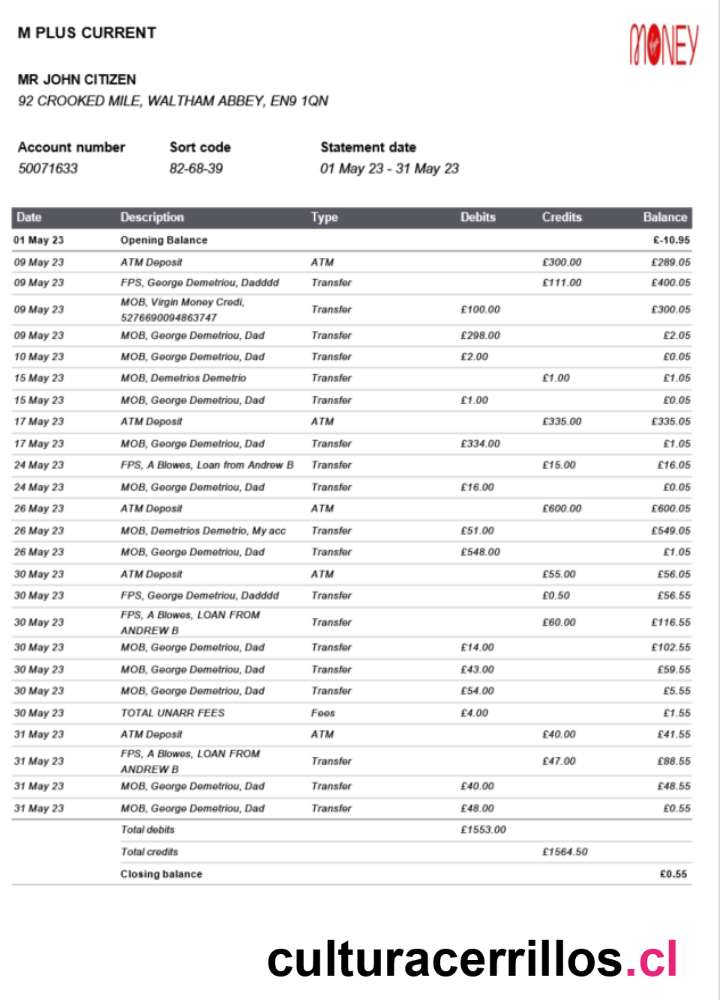 M PLUS CURRENT
MONEY
MR JOHN CITIZEN
92 CROOKED MILE, WALTHAM ABBEY, EN9 1QN
Account number Sort code Statement date
50071633 82-68-39 01 May 23 - 31 May 23
Date Description Type Debits Credits Balance
01 May 23 Opening Balance £-10.95
09 May 23 ATM Deposit ATM £300.00 £289.05
09 May 23 FPS, George Demetriou, Dadddd Transfer £111.00 £400.05
09 May 23 MOB, Virgin Money Credi, Transfer £100.00 £300.05
5276690094863747
09 May 23 MOB, George Demetriou, Dad Transfer £298.00 £2.05
10 May 23 MOB, George Demetriou, Dad Transfer £2.00 £0.05
15 May 23 MOB, Demetrios Demetrio Transfer £1.00 £1.05
15 May 23 MOB, George Demetriou, Dad Transfer £1.00 £0.05
17 May 23 ATM Deposit ATM £335.00 £335.05
17 May 23 MOB, George Demetriou, Dad Transfer £334.00 £1.05
24 May 23 FPS, A Blowes, Loan from Andrew B Transfer £15.00 £16.05
24 May 23 MOB, George Demetriou, Dad Transfer £16.00 £0.05
26 May 23 ATM Deposit ATM £600.00 £600.05
26 May 23 MOB, Demetrios Demetrio, My acc Transfer £51.00 £549.05
26 May 23 MOB, George Demetriou, Dad Transfer £548.00 £1.05
30 May 23 ATM Deposit ATM £55.00 £56.05
30 May 23 FPS, George Demetriou, Dadddd Transfer £0.50 £56.55
30 May 23 FPS, A Blowes, LOAN FROM Transfer £60.00 £116.55
ANDREW B
30 May 23 MOB, George Demetriou, Dad Transfer £14.00 £102.55
30 May 23 MOB, George Demetriou, Dad Transfer £43.00 £59.55
30 May 23 MOB, George Demetriou, Dad Transfer £54.00 £5.55
30 May 23 TOTAL UNARR FEES Fees £4.00 £1.55
31 May 23 ATM Deposit ATM £40.00 £41.55
31 May 23 FPS, A Blowes, LOAN FROM Transfer £47.00 £88.55
ANDREW B
31 May 23 MOB, George Demetriou, Dad Transfer £40.00 £48.55
31 May 23 MOB, George Demetriou, Dad Transfer £48.00 £0.55
Total debits £1553.00
Total credits £1564.50
Closing balance £0.55
culturacerrillos.cl